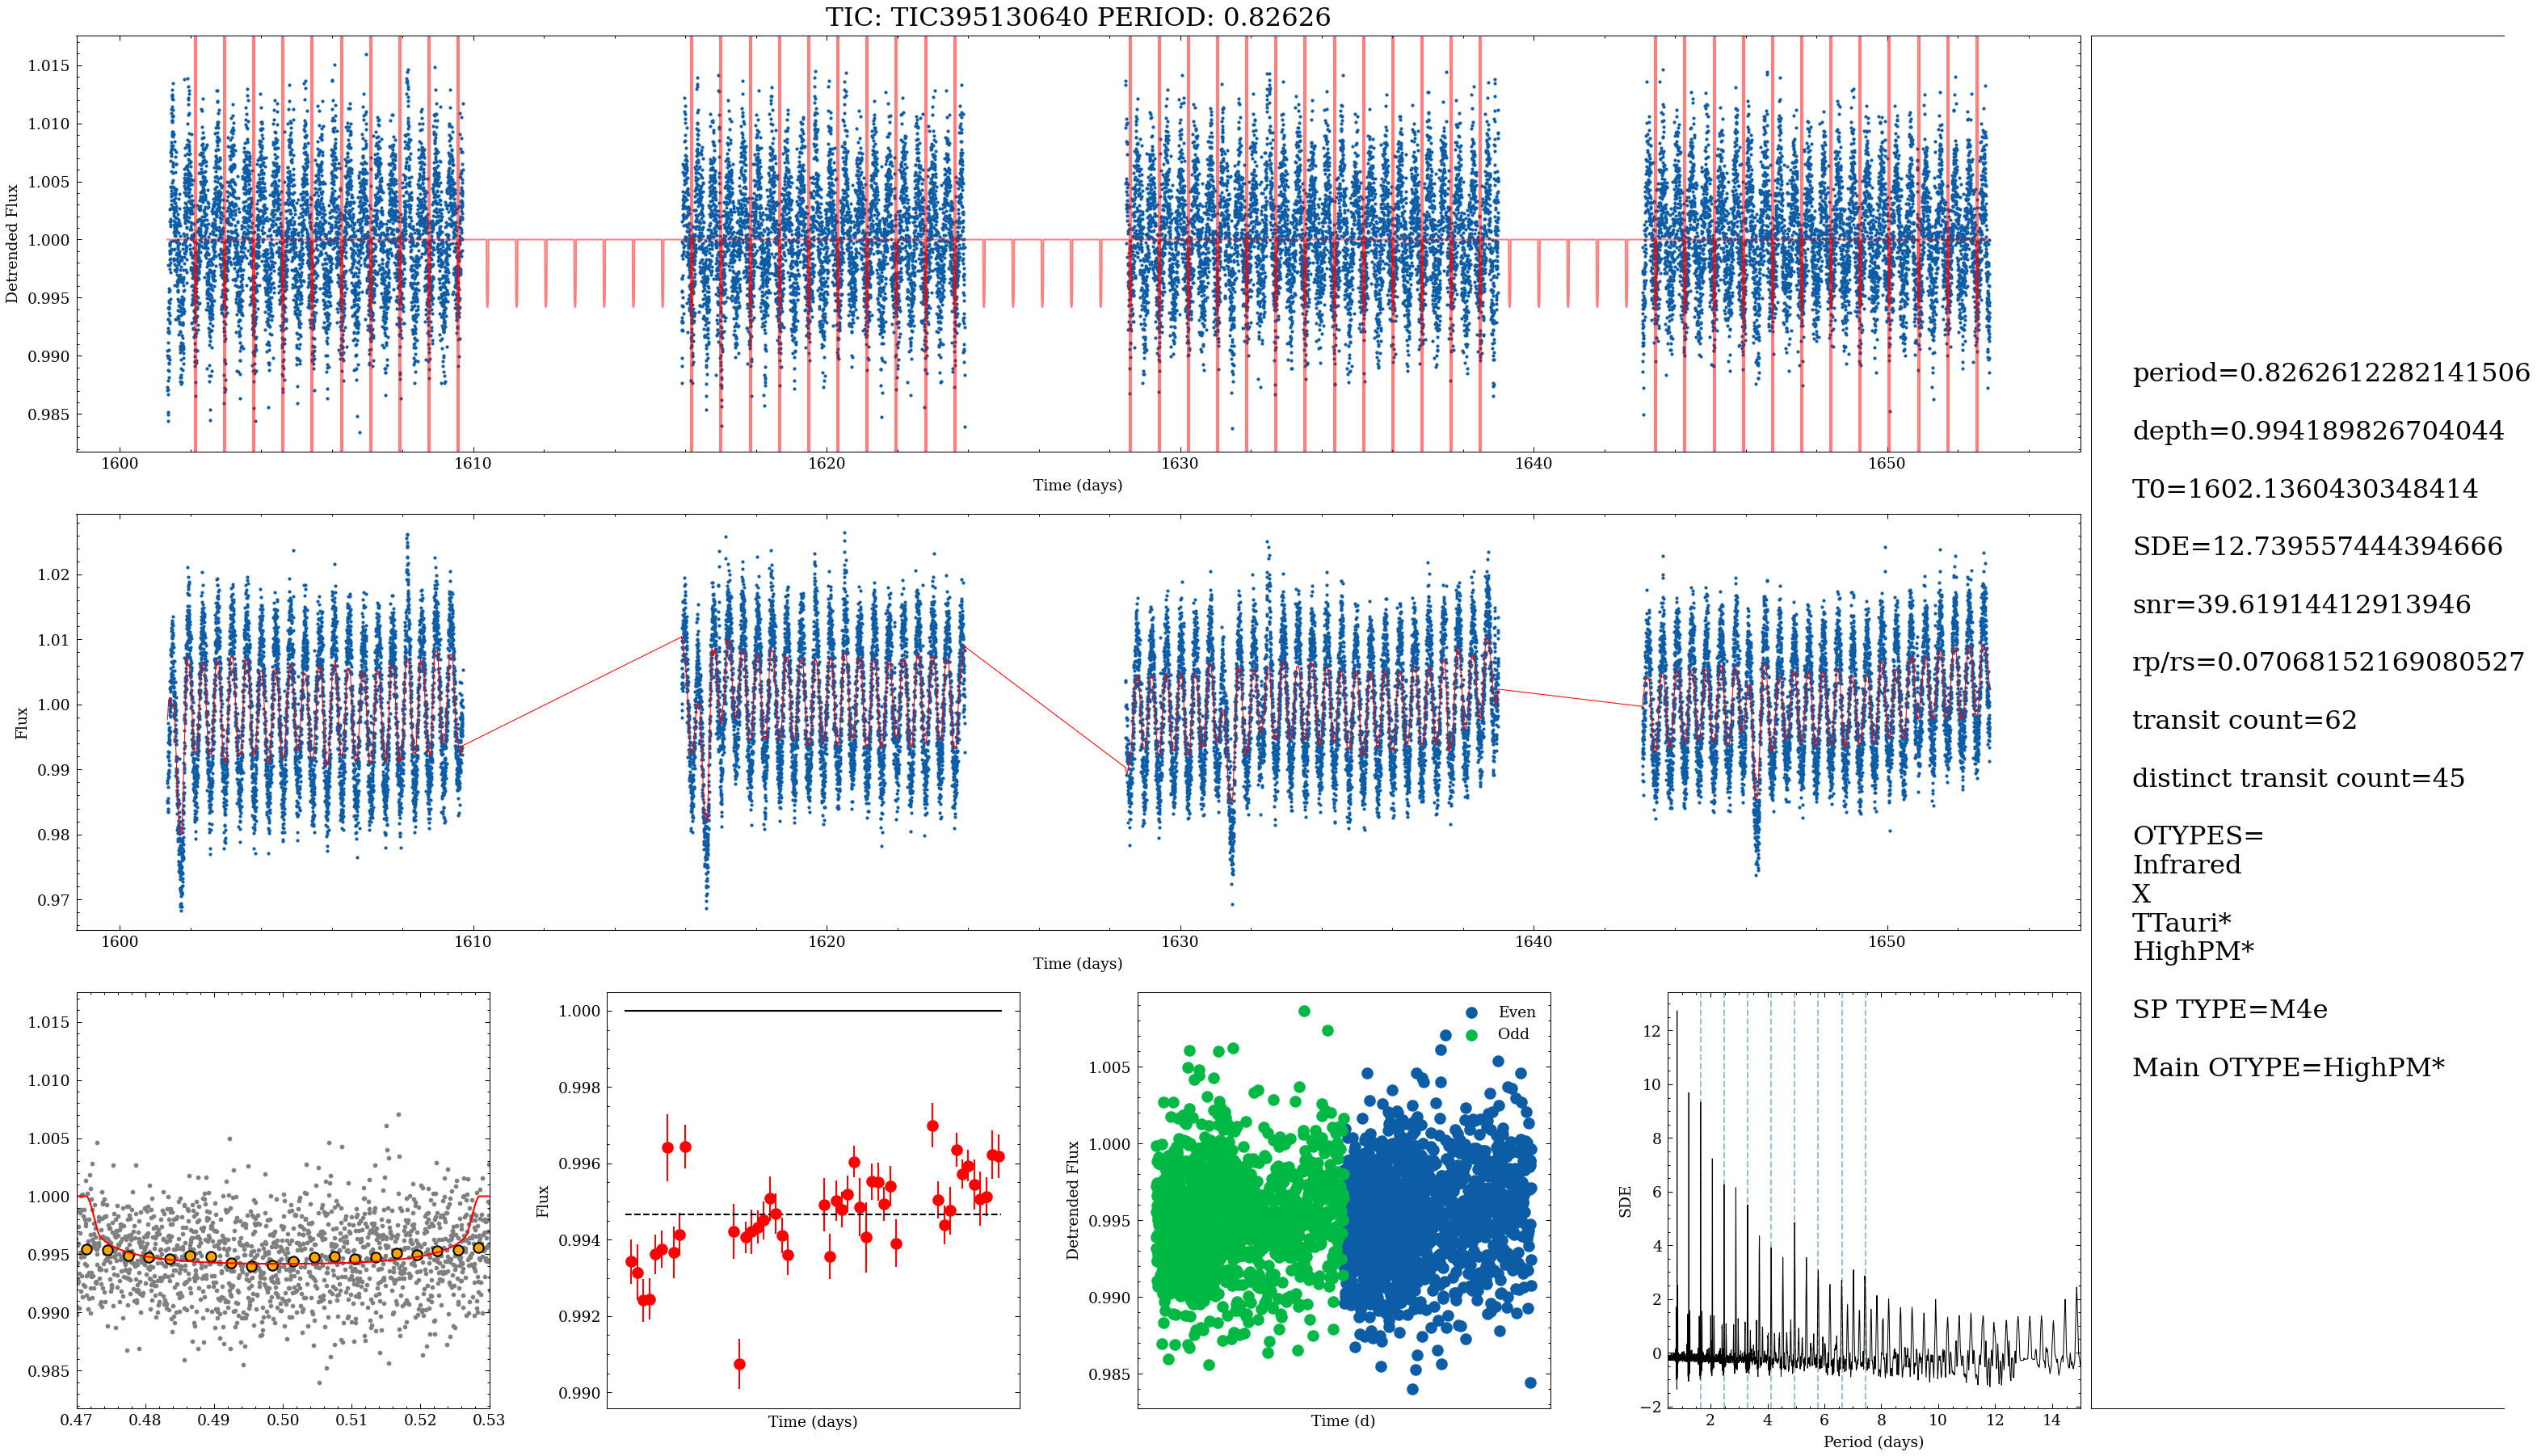 TIC: TIC395130640 PERIOD: 0.82626
1.015
1.010
1.005
1.000
0.995
0.990
0.985
Detrended Flux
1600
1610
1620
1630
1640
1650
Time (days)
1.02
1.01
1.00
0.99
0.98
0.97
Flux
1600
1610
1620
1630
1640
1650
Time (days)
1.015
1.010
1.005
1.000
0.995
0.990
0.985
0.47
0.48
0.49
0.50
0.51
0.52
0.53
1.000
0.998
0.996
0.994
0.992
0.990
Flux
Time (days)
Even
Odd
1.005
1.000
0.995
0.990
0.985
Detrended Flux
Time (d)
12
10
8
6
4
2
0
−2
SDE
2
4
6
8
10
12
14
Period (days)
period=0.8262612282141506
depth=0.994189826704044
T0=1602.1360430348414
SDE=12.739557444394666
snr=39.61914412913946
rp/rs=0.07068152169080527
transit count=62
distinct transit count=45
OTYPES=
Infrared
X
TTauri*
HighPM*
SP TYPE=M4e
Main OTYPE=HighPM*